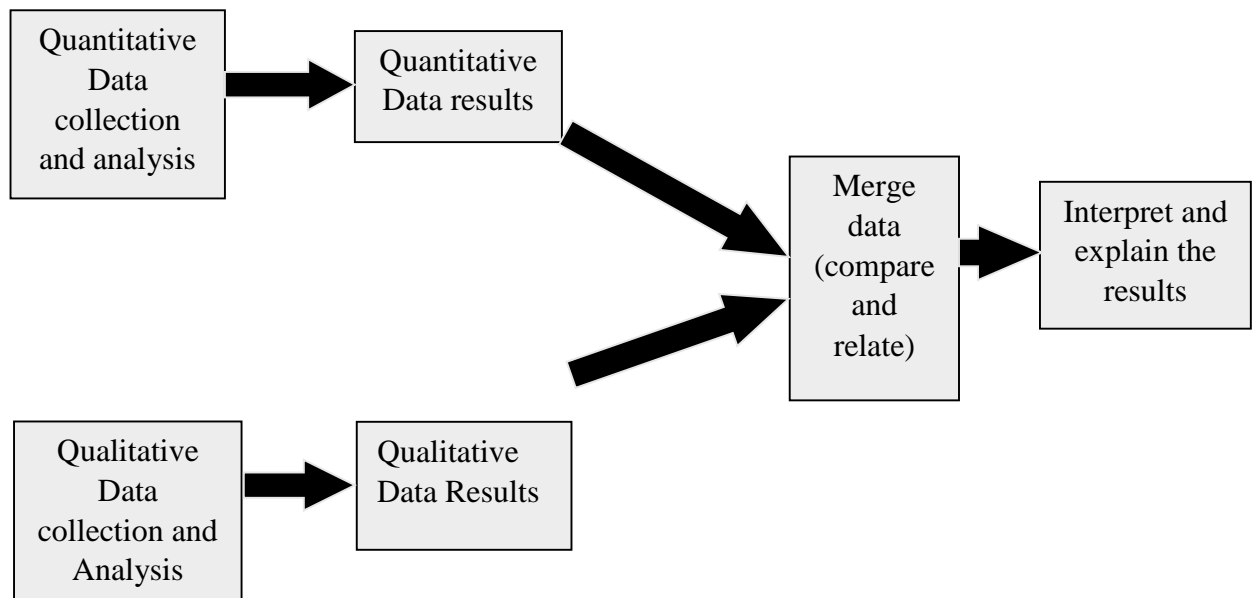 Quantitative
Data
collection
and analysis
Quantitative
Data results
Merge
data
(compare
and
relate)
Interpret and
explain the
results
Qualitative
Data
collection and
Analysis
Qualitative
Data Results